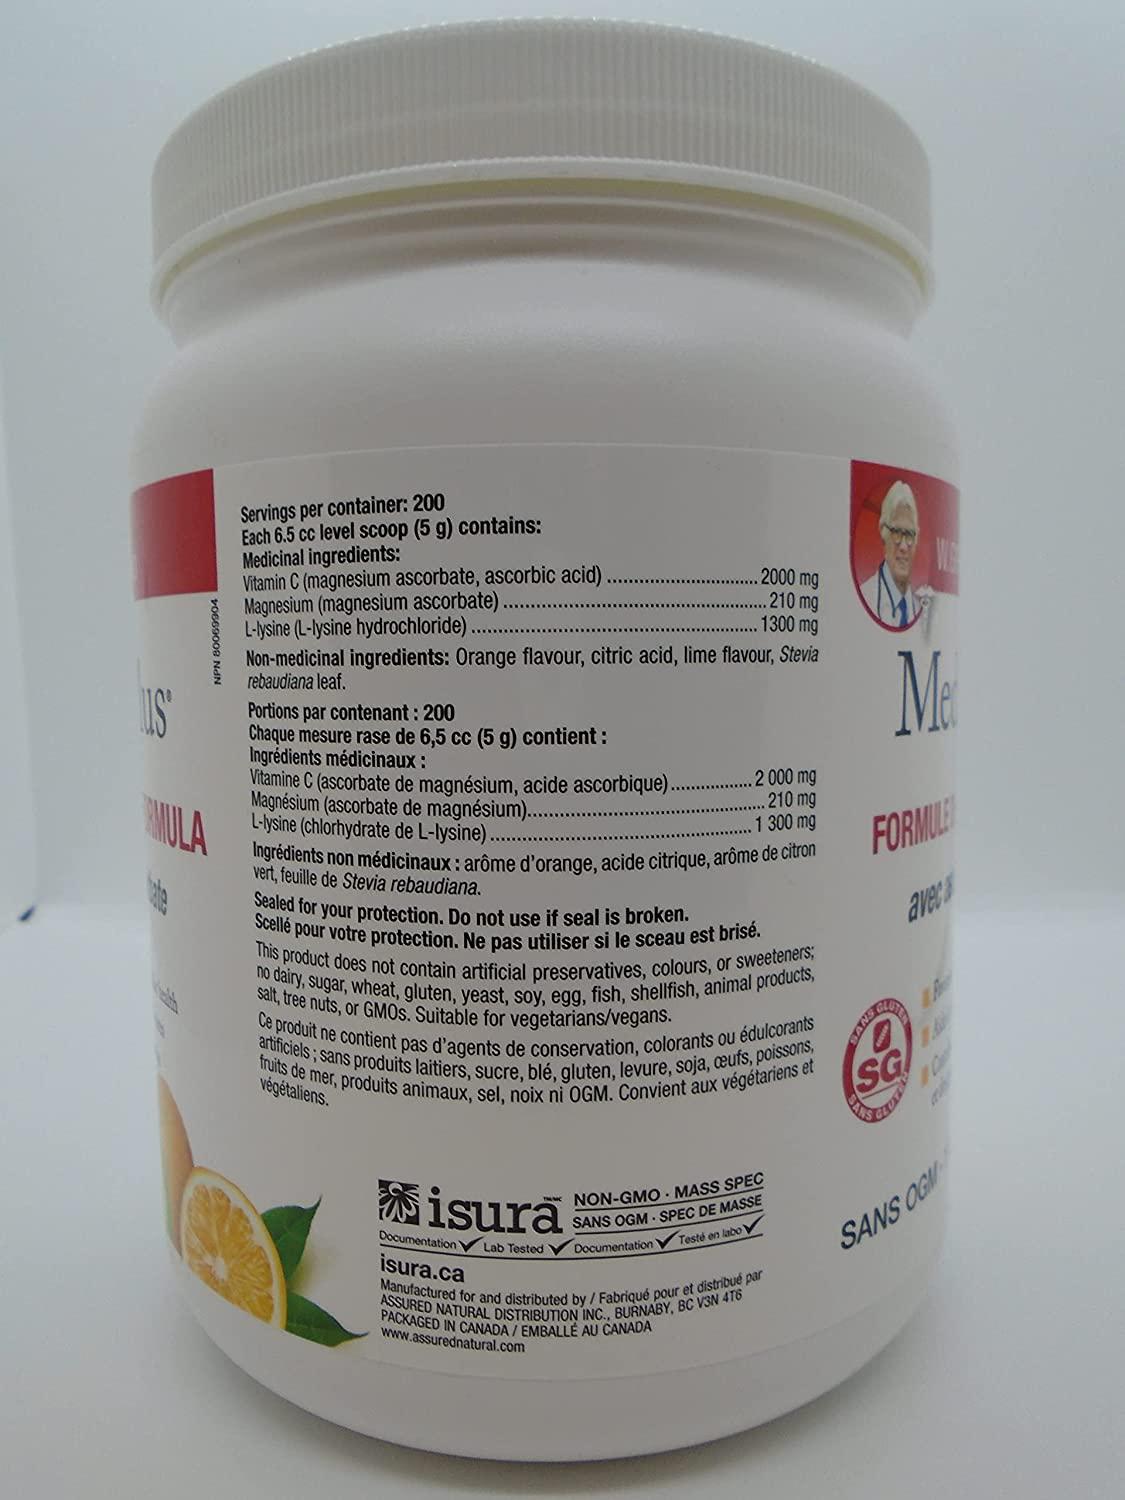 Servings per container: 200
Each 6.5 cc level scoop (5 g) contains:
Medicinal ingredients:
Vitamin C (magnesium ascorbate, ascorbic acid) ............................. 2000 mg
Magnesium (magnesium ascorbate) .................................................. 210 mg
L-lysine (L-lysine hydrochloride) ...................................................... 1300 mg
Non-medicinal ingredients: Orange flavour, citric acid, lime flavour, Stevia
rebaudiana leaf.
Portions par contenant : 200
Chaque mesure rase de 6,5 cc (5 g) contient :
Ingrédients médicinaux :
Vitamine C (ascorbate de magnésium, acide ascorbique) ................ 2 000 mg
Magnésium (ascorbate de magnésium).............................................. 210 mg
L-lysine (chlorhydrate de L-lysine) .................................................. 1 300 mg
Ingrédients non médicinaux : arôme d'orange, acide citrique, arôme de citron
vert, feuille de Stevia rebaudiana.
Sealed for your protection. Do not use if seal is broken.
Scellé pour votre protection. Ne pas utiliser si le sceau est brisé.
This product does not contain artificial preservatives, colours, or sweeteners;
no dairy, sugar, wheat, gluten, yeast, soy, egg, fish, shellfish, animal products,
salt, tree nuts, or GMOs. Suitable for vegetarians/vegans.
Ce produit ne contient pas d'agents de conservation, colorants ou édulcorants
artificiels ; sans produits laitiers, sucre, blé, gluten, levure, soja, œufs, poissons,
fruits de mer, produits animaux, sel, noix ni OGM. Convient aux végétariens et
végétaliens.
isura TM/MC
NON-GMO · MASS SPEC
SANS OGM · SPEC DE MASSE
Documentation ✓ Lab Tested ✓ Documentation ✓ Testé en labo ✓
isura.ca
Manufactured for and distributed by / Fabriqué pour et distribué par
ASSURED NATURAL DISTRIBUTION INC., BURNABY, BC V3N 4T6
PACKAGED IN CANADA / EMBALLÉ AU CANADA
www.assurednatural.com
NPN 80069904
lus®
RMULA
health
Med
FORMULE
avec
SANS GLUTEN
SG
SANS GLUTEN
SANS OGM